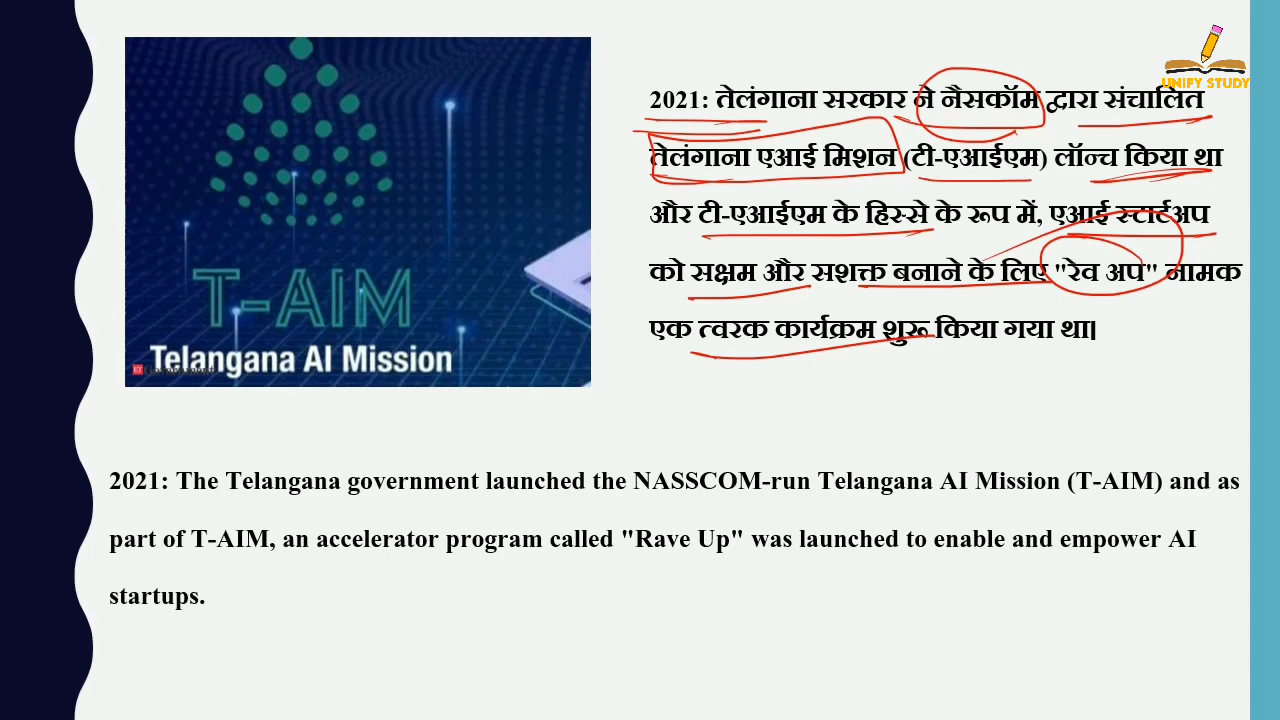 UNIFY STUDY
T-AIM
Telangana AI Mission
ET Government
2021: तेलंगाना सरकार ने नैसकॉम द्वारा संचालित
तेलंगाना एआई मिशन (टी-एआईएम) लॉन्च किया था
और टी-एआईएम के हिस्से के रूप में, एआई स्टार्टअप
को सक्षम और सशक्त बनाने के लिए "रेव अप" नामक
एक त्वरक कार्यक्रम शुरू किया गया था।
2021: The Telangana government launched the NASSCOM-run Telangana AI Mission (T-AIM) and as
part of T-AIM, an accelerator program called "Rave Up" was launched to enable and empower AI
startups.